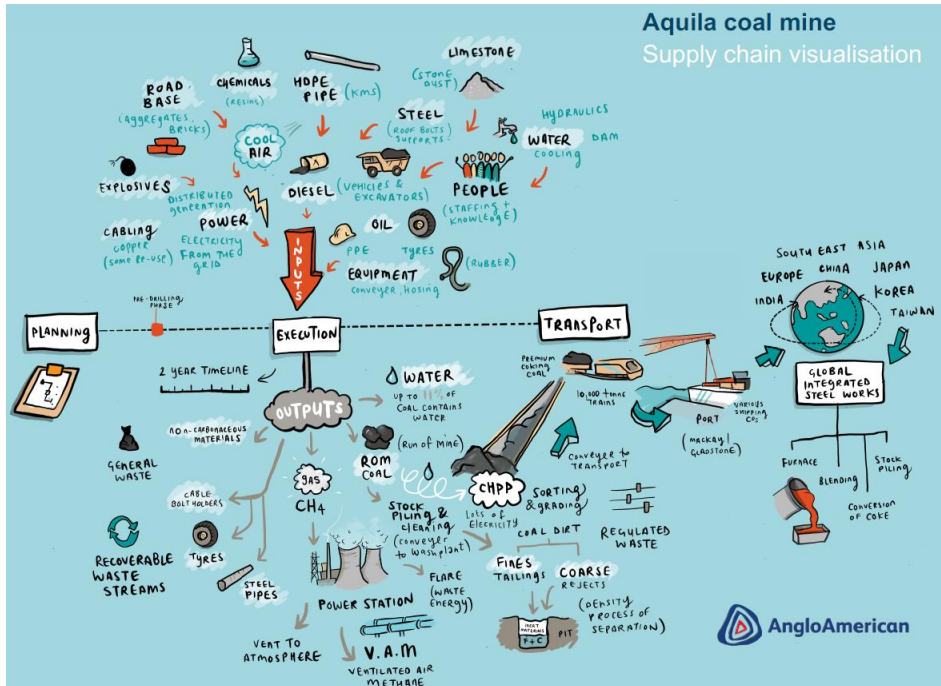 Aquila coal mine
Supply chain visualisation
CHEMICALS
(RESINS)
HDPE
PIPE
(KMS)
LIMESTONE
(STONE
DUST)
ROAD
BASE
(AGGREGATES,
BRICKS)
COOL
AIR
STEEL
(ROOF BOLTS
SUPPORTS)
HYDRAULICS
WATER
COOLING
DAM
EXPLOSIVES
DISTRIBUTED
GENERATION
POWER
ELECTRICITY
FROM THE
GRID
DIESEL
(VEHICLES &
EXCAVATORS)
PEOPLE
(STAFFING +
KNOWLEDGE)
CABLING
COPPER
(SOME RE-USE)
INPUTS
OIL
PPE
TYRES
EQUIPMENT
CONVEYER, HOSING
(RUBBER)
SOUTH EAST ASIA
EUROPE
CHINA
JAPAN
INDIA
KOREA
TAIWAN
PLANNING
PRE-DRILLING
PHASE
EXECUTION
TRANSPORT
2 YEAR TIMELINE
OUTPUTS
WATER
UP TO 11% OF
COAL CONTAINS
WATER
PREMIUM
COKING
COAL
10,000 tonne
TRAINS
PORT
(MACKAY/
GLADSTONE)
VARIOUS
SHIPPING
COS
GLOBAL
INTEGRATED
STEEL WORKS
FURNACE
BLENDING
STOCK
PILING
CONVERSION
OF COKE
NON-CARBONACEOUS
MATERIALS
GENERAL
WASTE
CABLE
BOLT HOLDERS
RECOVERABLE
WASTE
STREAMS
TYRES
STEEL
PIPES
GAS
CH4
ROM
COAL
(RUN OF MINE)
STOCK
PILING &
CLEANING
(CONVEYER
TO WASHPLANT)
CHPP
LOTS OF
ELECRICITY
CONVEYER TO
TRANSPORT
SORTING
& GRADING
COAL DIRT
REGULATED
WASTE
FINES
TAILINGS
COARSE
REJECTS
(DENSITY
PROCESS OF
SEPARATION)
INERT
MATERIALS
F+C
PIT
POWER STATION
FLARE
(WASTE
ENERGY)
VENT TO
ATMOSPHERE
V.A.M
VENTILATED AIR
METHANE
AngloAmerican